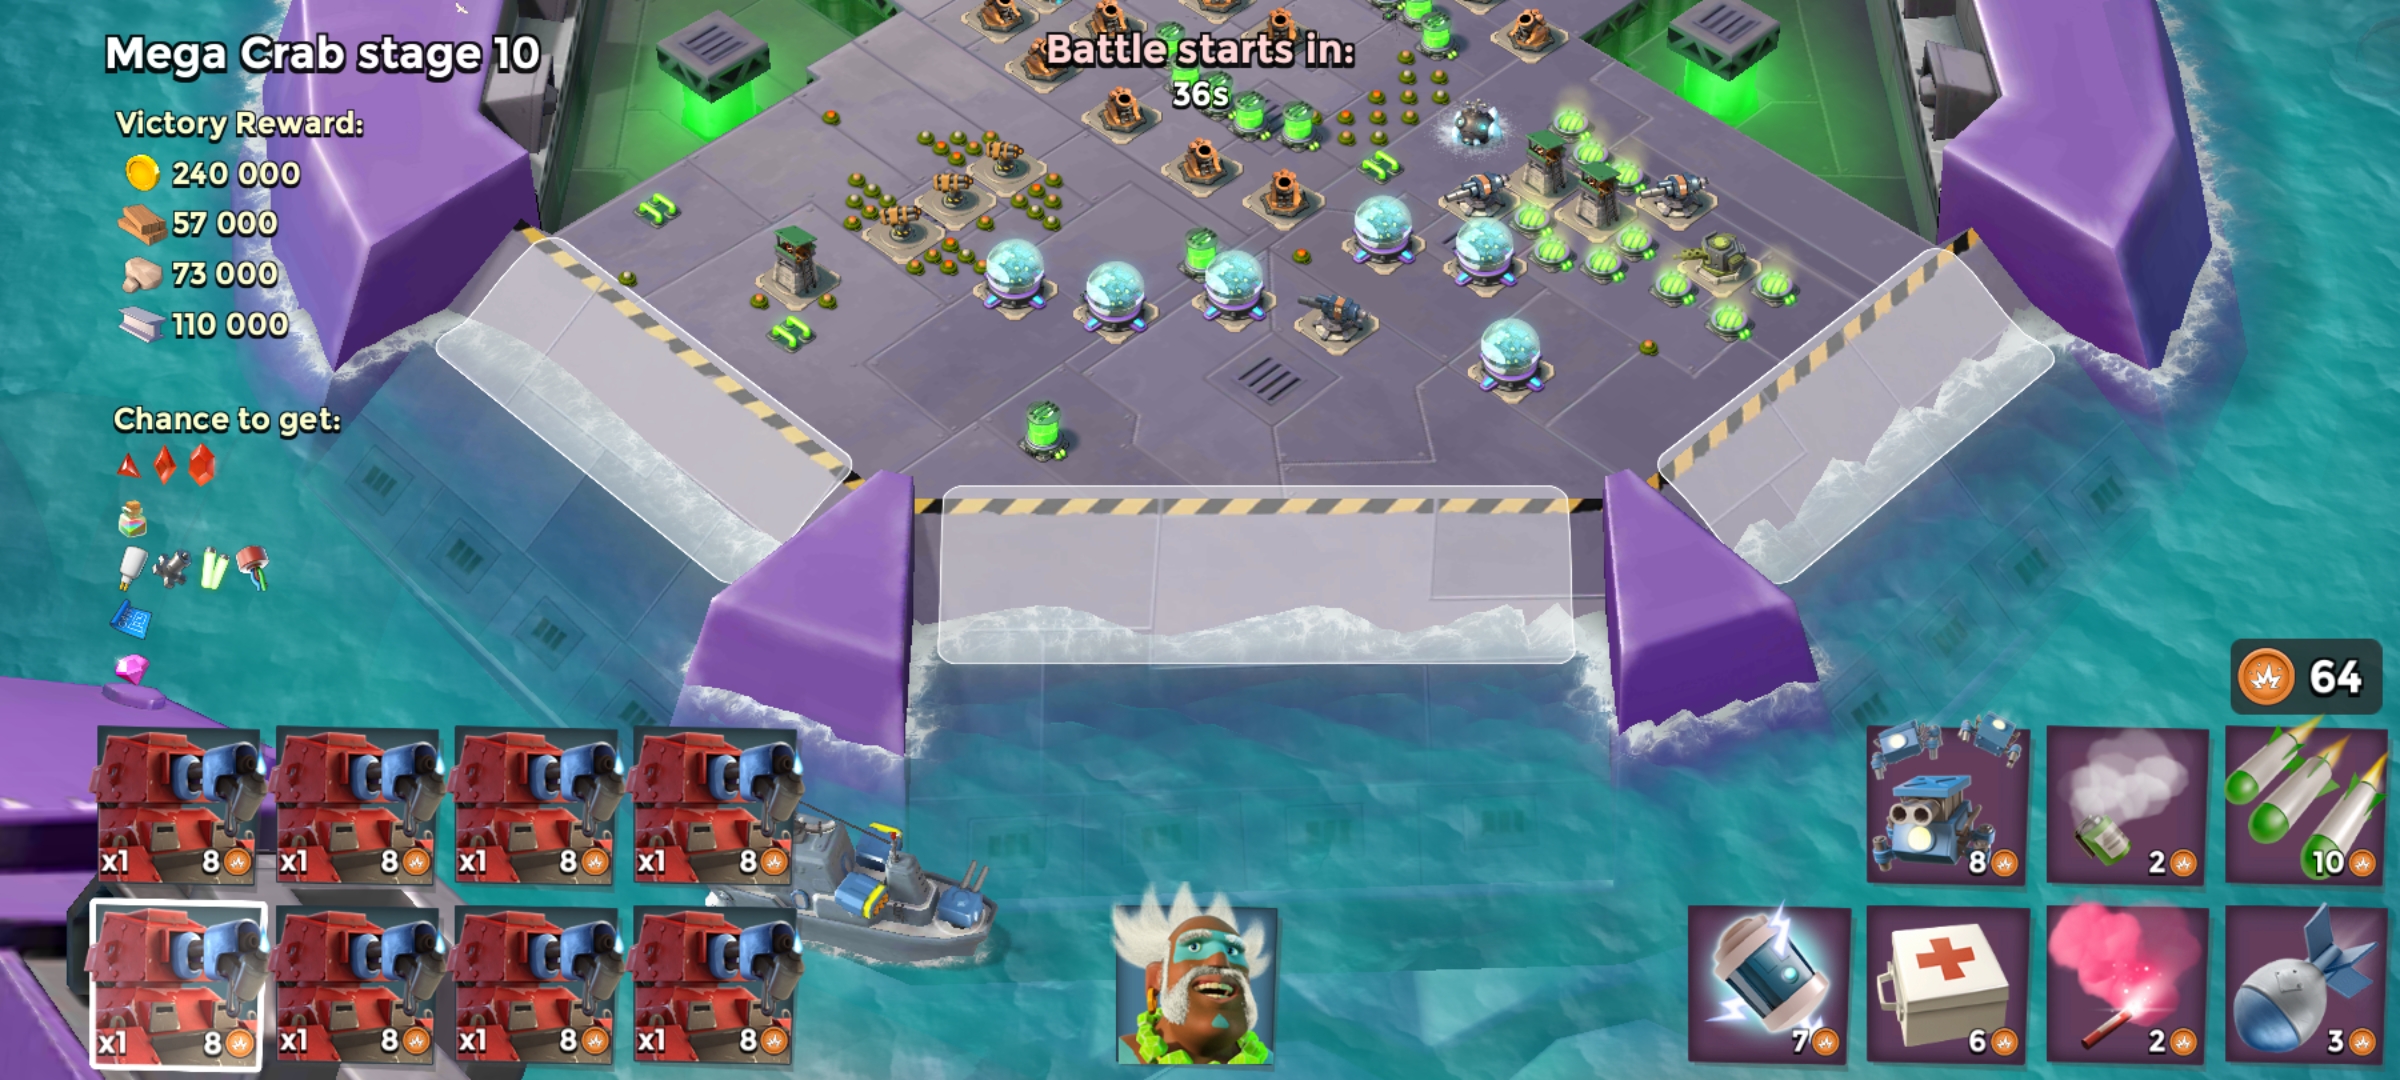 Mega Crab stage 10
Battle starts in:
36s
Victory Reward:
240 000
57 000
73 000
110 000
Chance to get:
64
x1 8
x1 8
x1 8
x1 8
8
2
10
x1 8
x1 8
x1 8
x1 8
7
6
2
3